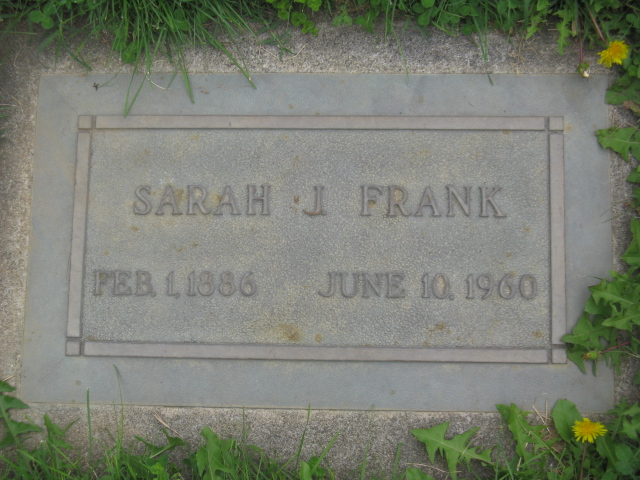 SARAH J. FRANK
FEB. 1, 1886 JUNE 10, 1960